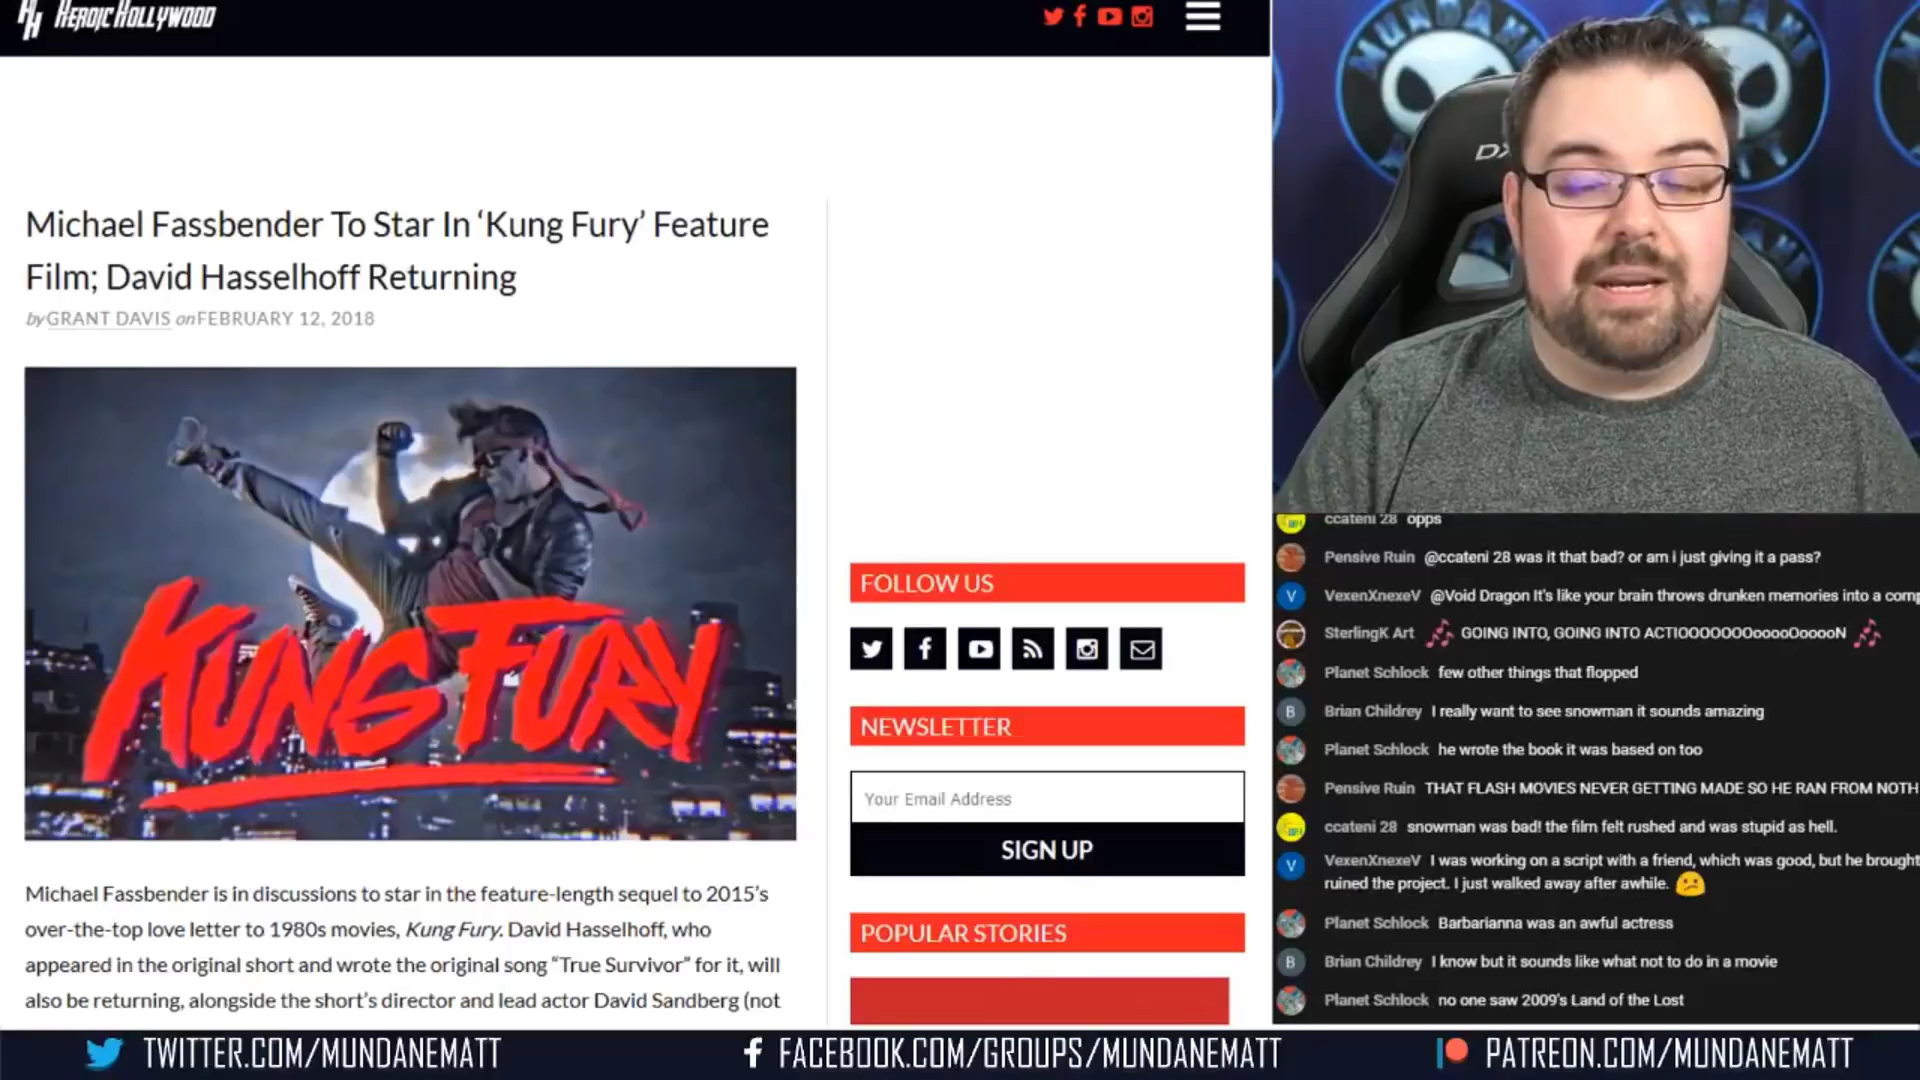 HEROIC HOLLYWOOD
Michael Fassbender To Star In ‘Kung Fury’ Feature
Film; David Hasselhoff Returning
by GRANT DAVIS on FEBRUARY 12, 2018
KUNG FURY
Michael Fassbender is in discussions to star in the feature-length sequel to 2015’s
over-the-top love letter to 1980s movies, Kung Fury. David Hasselhoff, who
appeared in the original short and wrote the original song “True Survivor” for it, will
also be returning, alongside the short’s director and lead actor David Sandberg (not
FOLLOW US
NEWSLETTER
Your Email Address
SIGN UP
POPULAR STORIES
MUNDANE
MATT
DX
ccateni 28 opps
Pensive Ruin @ccateni 28 was it that bad? or am i just giving it a pass?
VexenXnexeV @Void Dragon It's like your brain throws drunken memories into a comp
SterlingK Art GOING INTO, GOING INTO ACTIOOOOOOOooooOooooN
Planet Schlock few other things that flopped
Brian Childrey I really want to see snowman it sounds amazing
Planet Schlock he wrote the book it was based on too
Pensive Ruin THAT FLASH MOVIES NEVER GETTING MADE SO HE RAN FROM NOTH
ccateni 28 snowman was bad! the film felt rushed and was stupid as hell.
VexenXnexeV I was working on a script with a friend, which was good, but he brought
ruined the project. I just walked away after awhile.
Planet Schlock Barbarianna was an awful actress
Brian Childrey I know but it sounds like what not to do in a movie
Planet Schlock no one saw 2009's Land of the Lost
TWITTER.COM/MUNDANEMATT
FACEBOOK.COM/GROUPS/MUNDANEMATT
PATREON.COM/MUNDANEMATT